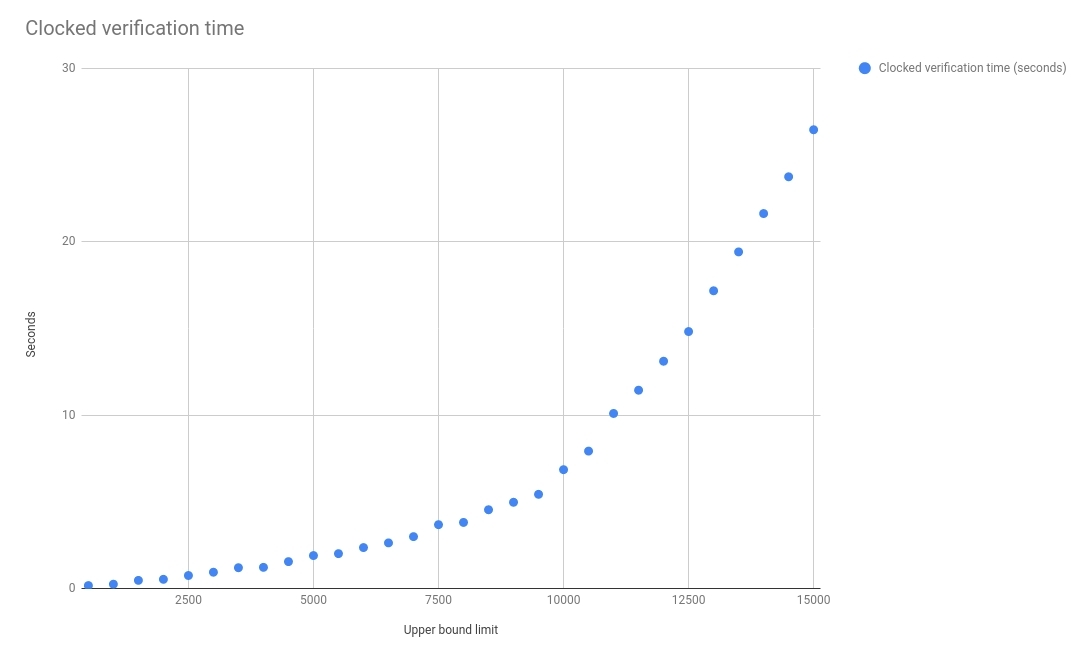 Clocked verification time
Clocked verification time (seconds)
30
20
10
0
Seconds
2500 5000 7500 10000 12500 15000
Upper bound limit